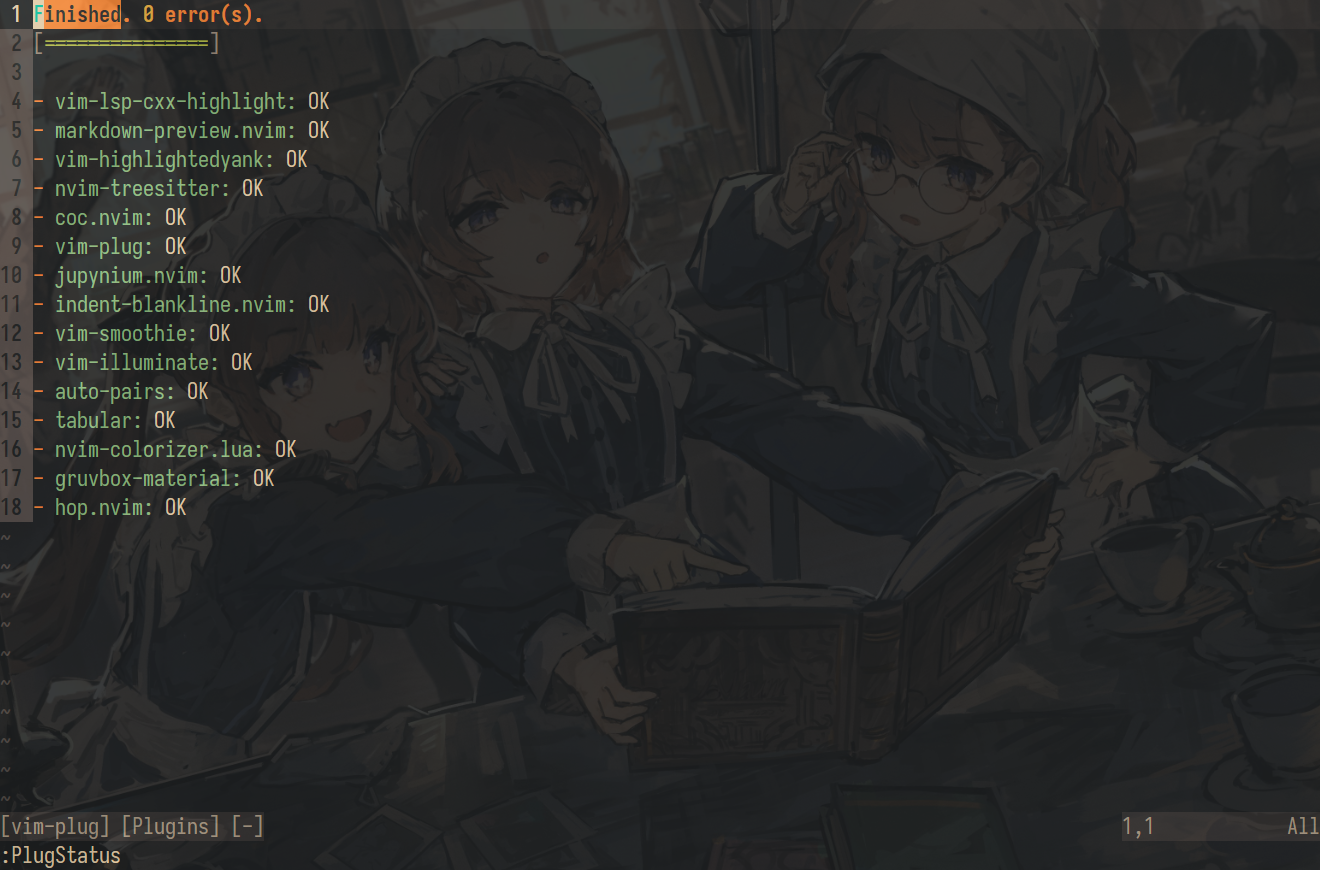 1 Finished. 0 error(s).
2 [===============]
3
4 - vim-lsp-cxx-highlight: OK
5 - markdown-preview.nvim: OK
6 - vim-highlightedyank: OK
7 - nvim-treesitter: OK
8 - coc.nvim: OK
9 - vim-plug: OK
10 - jupynium.nvim: OK
11 - indent-blankline.nvim: OK
12 - vim-smoothie: OK
13 - vim-illuminate: OK
14 - auto-pairs: OK
15 - tabular: OK
16 - nvim-colorizer.lua: OK
17 - gruvbox-material: OK
18 - hop.nvim: OK
~
~
~
~
~
~
~
~
~
~
[vim-plug] [Plugins] [-] 1,1 All
:PlugStatus